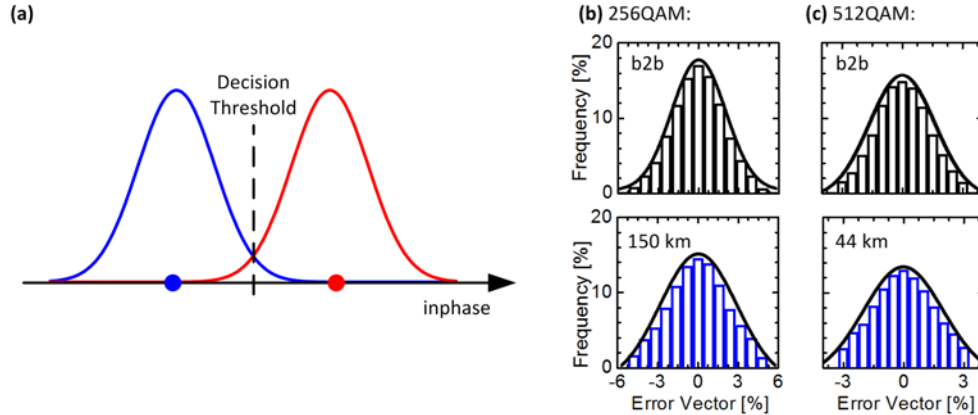 (a)
Decision
Threshold
inphase
(b) 256QAM:
b2b
Frequency [%]
20
10
0
150 km
Frequency [%]
20
10
0
-6 -3 0 3 6
Error Vector [%]
(c) 512QAM:
b2b
44 km
-3 0 3
Error Vector [%]